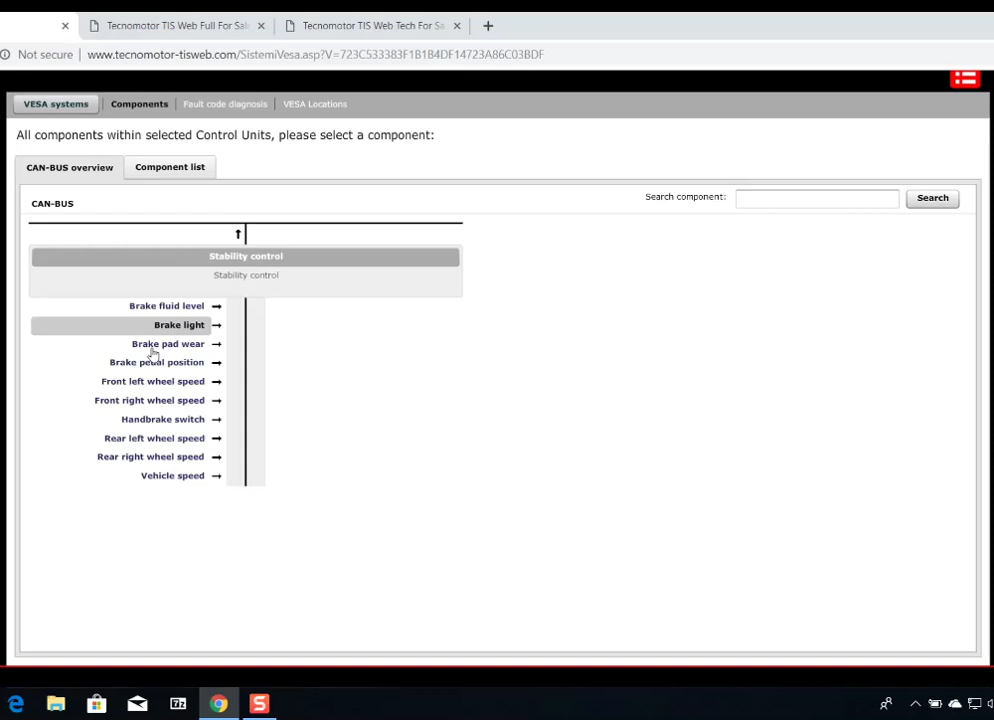 Tecnomotor TIS Web Full For Sal
Tecnomotor TIS Web Tech For Se
Not secure
www.tecnomotor-tisweb.com/SistemiVesa.asp?V=723C533383F1B1B4DF14723A86C03BDF
VESA systems
Components
Fault code diagnosis
VESA Locations
All components within selected Control Units, please select a component:
CAN-BUS overview
Component list
CAN-BUS
Search component:
Search
Stability control
Stability control
Brake fluid level
Brake light
Brake pad wear
Brake pedal position
Front left wheel speed
Front right wheel speed
Handbrake switch
Rear left wheel speed
Rear right wheel speed
Vehicle speed
7z
S